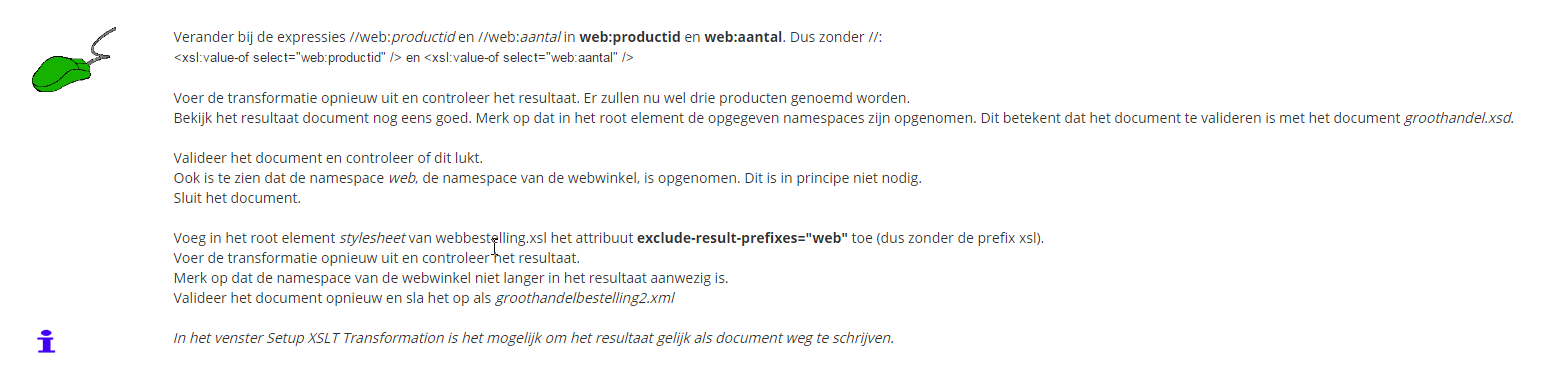 Verander bij de expressies //web:productid en //web:aantal in web:productid en web:aantal. Dus zonder //:
<xsl:value-of select="web:productid" /> en <xsl:value-of select="web:aantal" />
Voer de transformatie opnieuw uit en controleer het resultaat. Er zullen nu wel drie producten genoemd worden.
Bekijk het resultaat document nog eens goed. Merk op dat in het root element de opgegeven namespaces zijn opgenomen. Dit betekent dat het document te valideren is met het document groothandel.xsd.
Valideer het document en controleer of dit lukt.
Ook is te zien dat de namespace web, de namespace van de webwinkel, is opgenomen. Dit is in principe niet nodig.
Sluit het document.
Voeg in het root element stylesheet van webbestelling.xsl het attribuut exclude-result-prefixes="web" toe (dus zonder de prefix xsl).
Voer de transformatie opnieuw uit en controleer het resultaat.
Merk op dat de namespace van de webwinkel niet langer in het resultaat aanwezig is.
Valideer het document opnieuw en sla het op als groothandelbestelling2.xml
In het venster Setup XSLT Transformation is het mogelijk om het resultaat gelijk als document weg te schrijven.